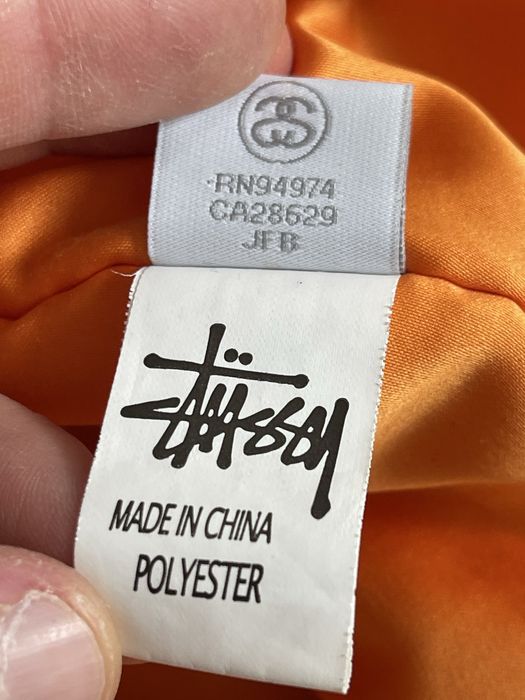 RN94974
CA28629
JFB
Stüssy
MADE IN CHINA
POLYESTER